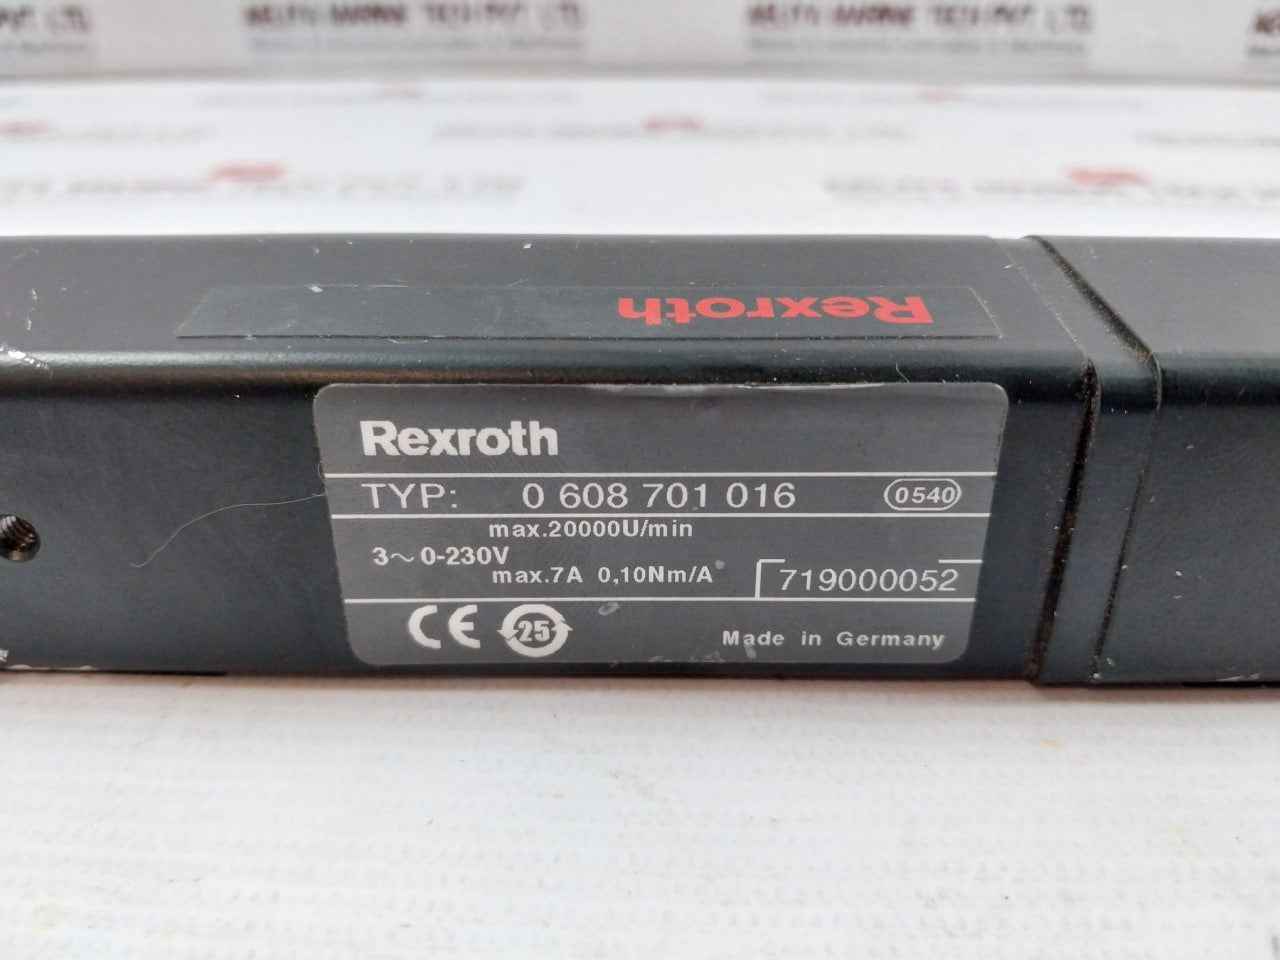 Rexroth
Rexroth
TYP: 0 608 701 016 0540
max.20000U/min
3~ 0-230V
max.7A 0,10Nm/A 719000052
CE 25 Made in Germany